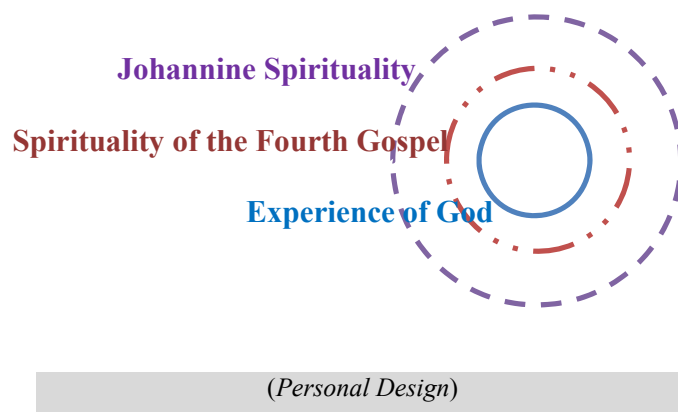 Johannine Spirituality
Spirituality of the Fourth Gospel
Experience of God
(Personal Design)